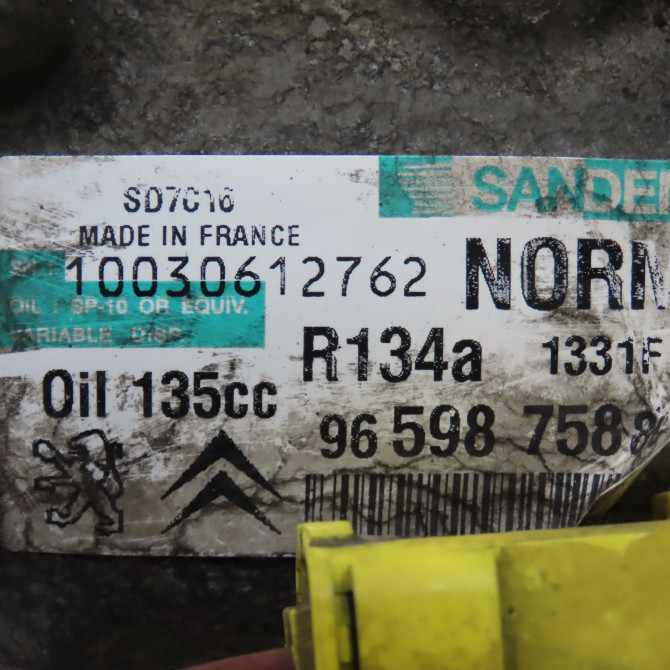 SANDEN
SD7C16
MADE IN FRANCE
10030612762
NORM
OIL : SP-10 OR EQUIV.
VARIABLE DISP.
R134a
1331F
Oil 135cc
96 598 758